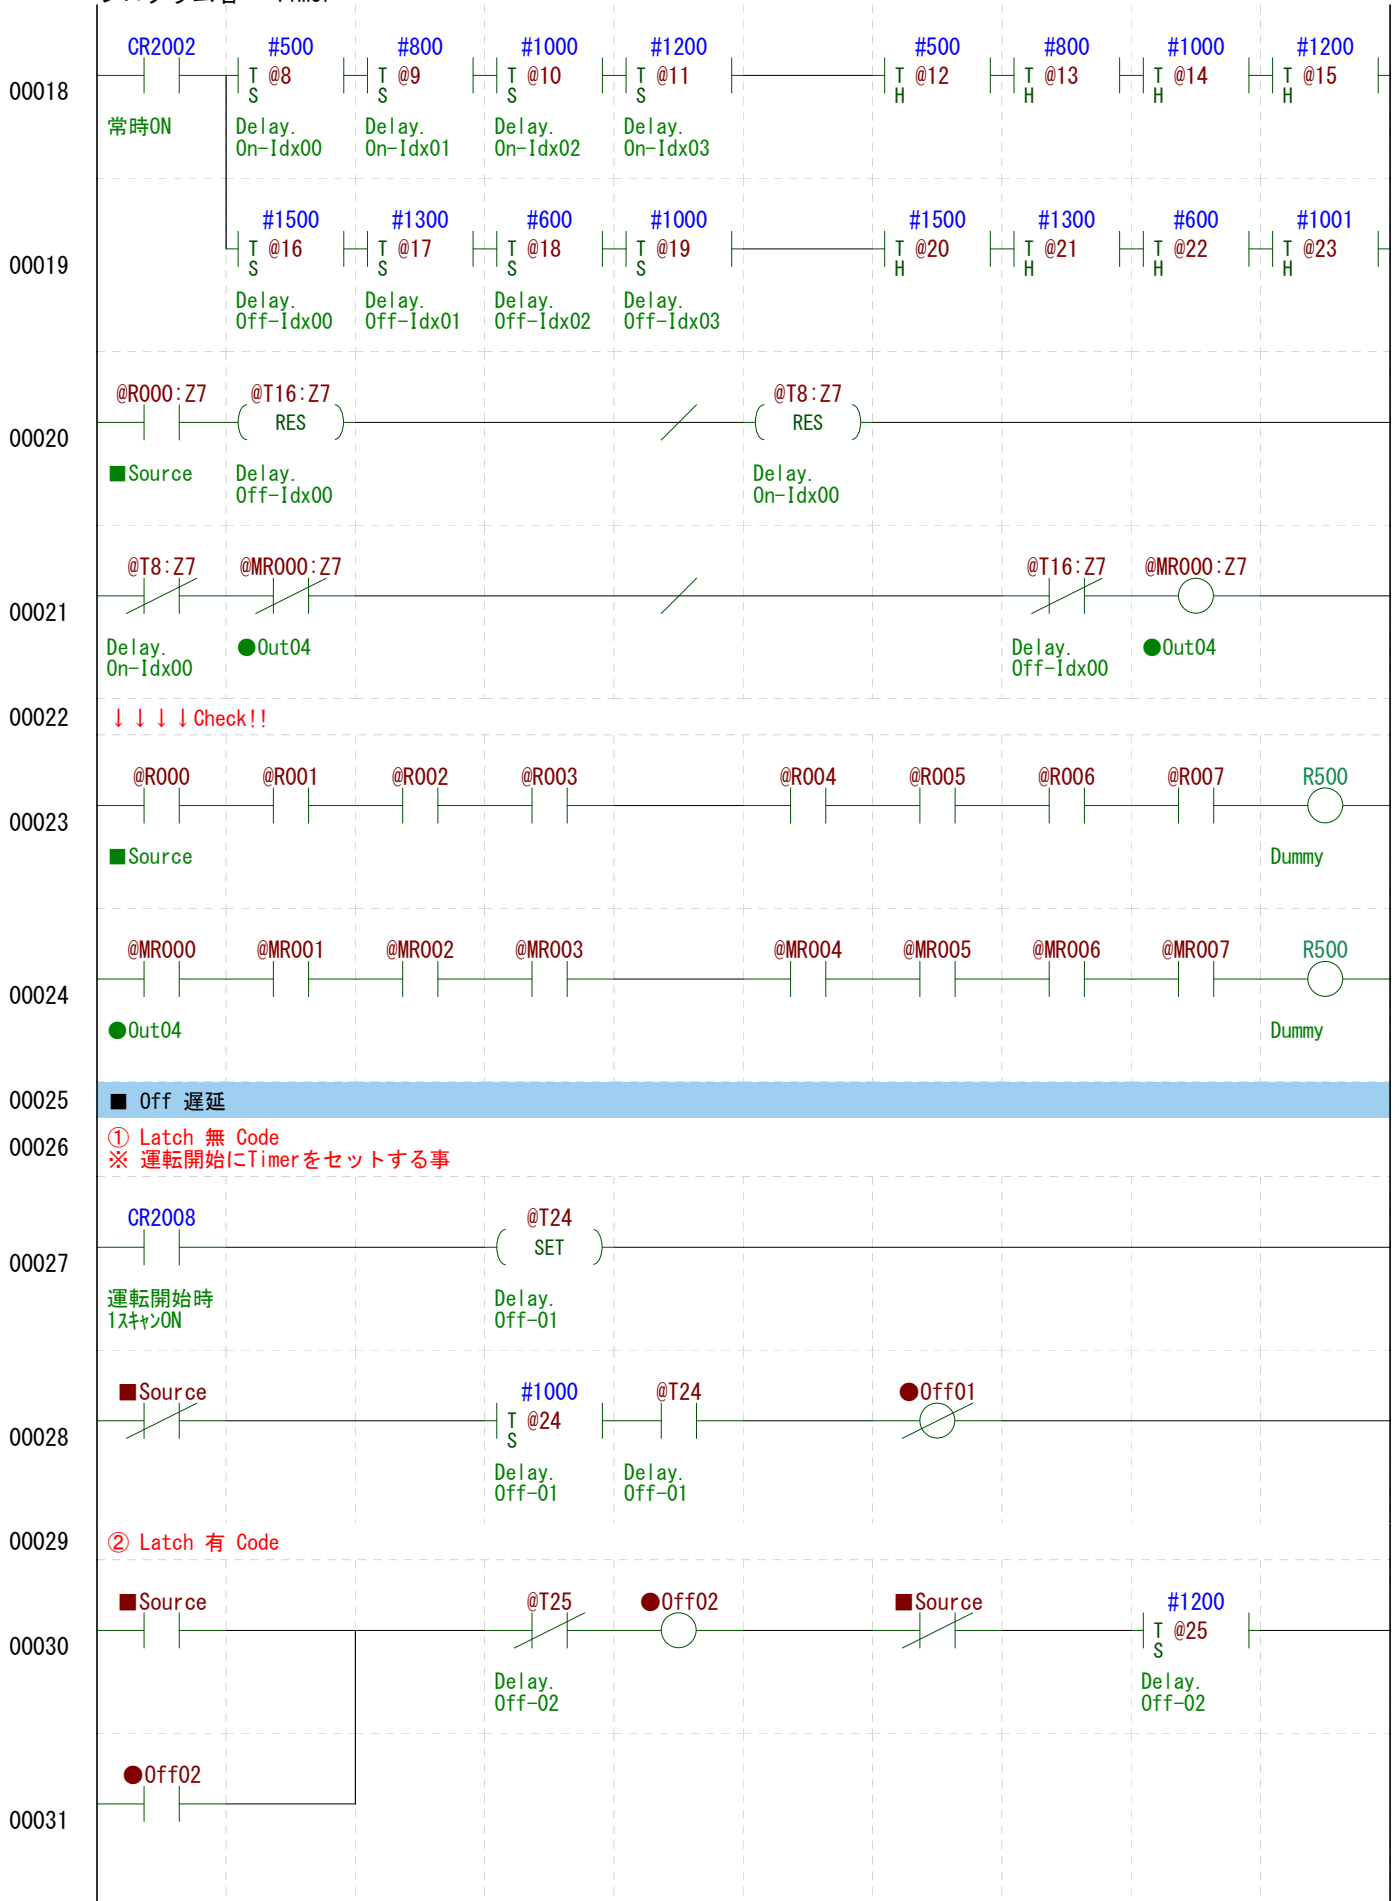 Timer
00018
CR2002 #500 #800 #1000 #1200 #500 #800 #1000 #1200
T @8 T @9 T @10 T @11 T @12 T @13 T @14 T @15
S S S S H H H H
常時ON Delay. Delay. Delay. Delay.
On-Idx00 On-Idx01 On-Idx02 On-Idx03
00019
#1500 #1300 #600 #1000 #1500 #1300 #600 #1001
T @16 T @17 T @18 T @19 T @20 T @21 T @22 T @23
S S S S H H H H
Delay. Delay. Delay. Delay.
Off-Idx00 Off-Idx01 Off-Idx02 Off-Idx03
00020
@R000:Z7 @T16:Z7 @T8:Z7
RES RES
■Source Delay. Delay.
Off-Idx00 On-Idx00
00021
@T8:Z7 @MR000:Z7 @T16:Z7 @MR000:Z7
Delay. ●Out04 Delay. ●Out04
On-Idx00 Off-Idx00
00022 ↓↓↓↓Check!!
00023
@R000 @R001 @R002 @R003 @R004 @R005 @R006 @R007 R500
■Source Dummy
00024
@MR000 @MR001 @MR002 @MR003 @MR004 @MR005 @MR006 @MR007 R500
●Out04 Dummy
00025 ■ Off 遅延
00026 ① Latch 無 Code
※ 運転開始にTimerをセットする事
00027
CR2008 @T24
SET
運転開始時 Delay.
1スキャンON Off-01
00028
■Source #1000 @T24 ●Off01
T @24
S
Delay. Delay.
Off-01 Off-01
00029 ② Latch 有 Code
00030
■Source @T25 ●Off02 ■Source #1200
T @25
S
Delay. Delay.
Off-02 Off-02
00031
●Off02